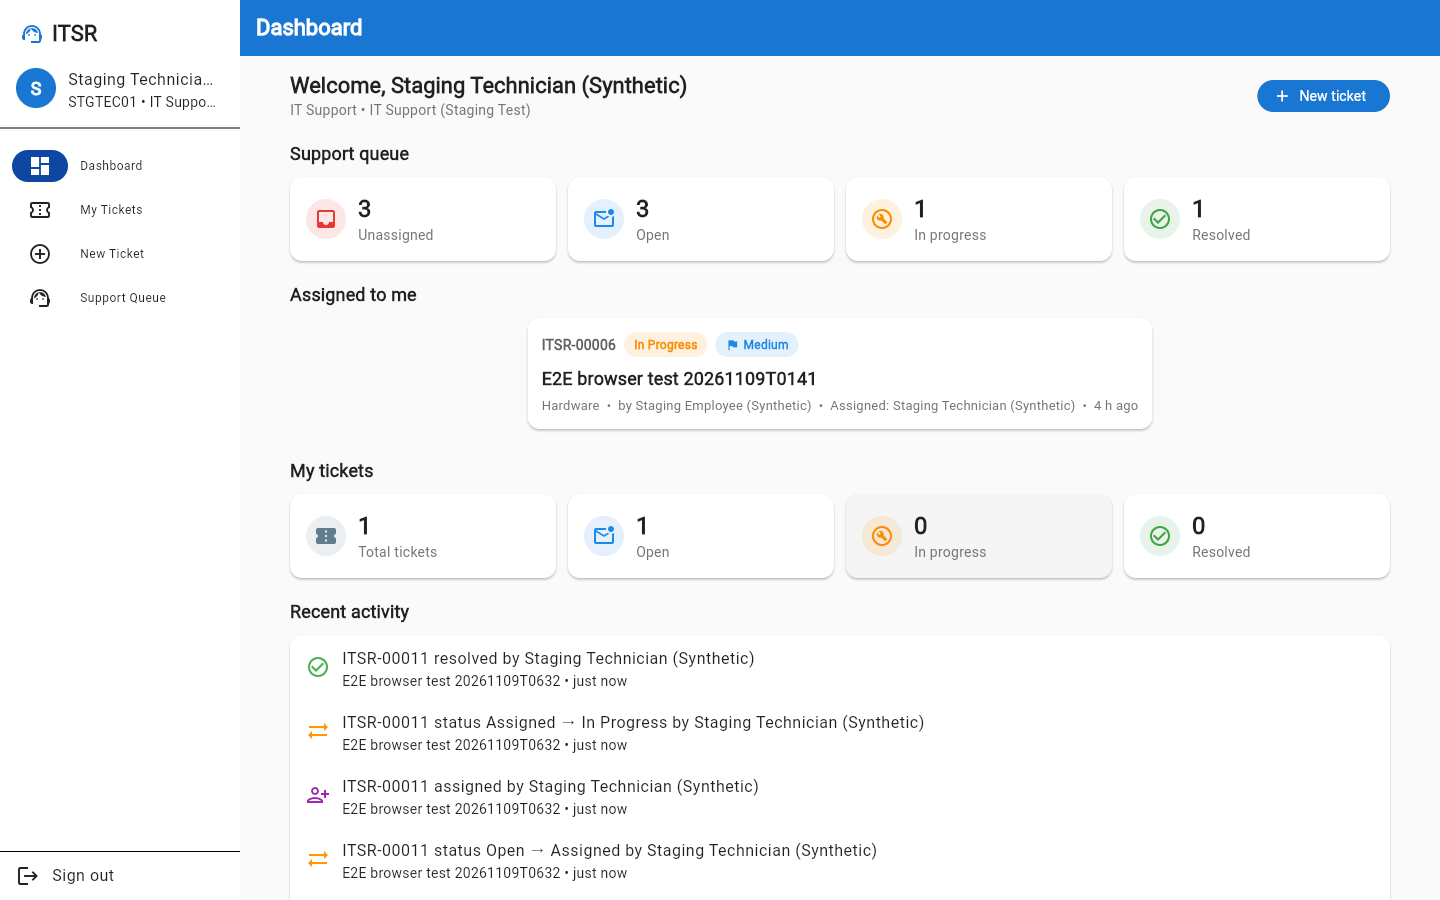 ITSR
Staging Technicia...
STGTEC01 • IT Suppo...
Dashboard
My Tickets
New Ticket
Support Queue
Sign out
Dashboard
Welcome, Staging Technician (Synthetic)
IT Support • IT Support (Staging Test)
New ticket
Support queue
3
Unassigned
3
Open
1
In progress
1
Resolved
Assigned to me
ITSR-00006 In Progress Medium
E2E browser test 20261109T0141
Hardware • by Staging Employee (Synthetic) • Assigned: Staging Technician (Synthetic) • 4 h ago
My tickets
1
Total tickets
1
Open
0
In progress
0
Resolved
Recent activity
ITSR-00011 resolved by Staging Technician (Synthetic)
E2E browser test 20261109T0632 • just now
ITSR-00011 status Assigned → In Progress by Staging Technician (Synthetic)
E2E browser test 20261109T0632 • just now
ITSR-00011 assigned by Staging Technician (Synthetic)
E2E browser test 20261109T0632 • just now
ITSR-00011 status Open → Assigned by Staging Technician (Synthetic)
E2E browser test 20261109T0632 • just now
S